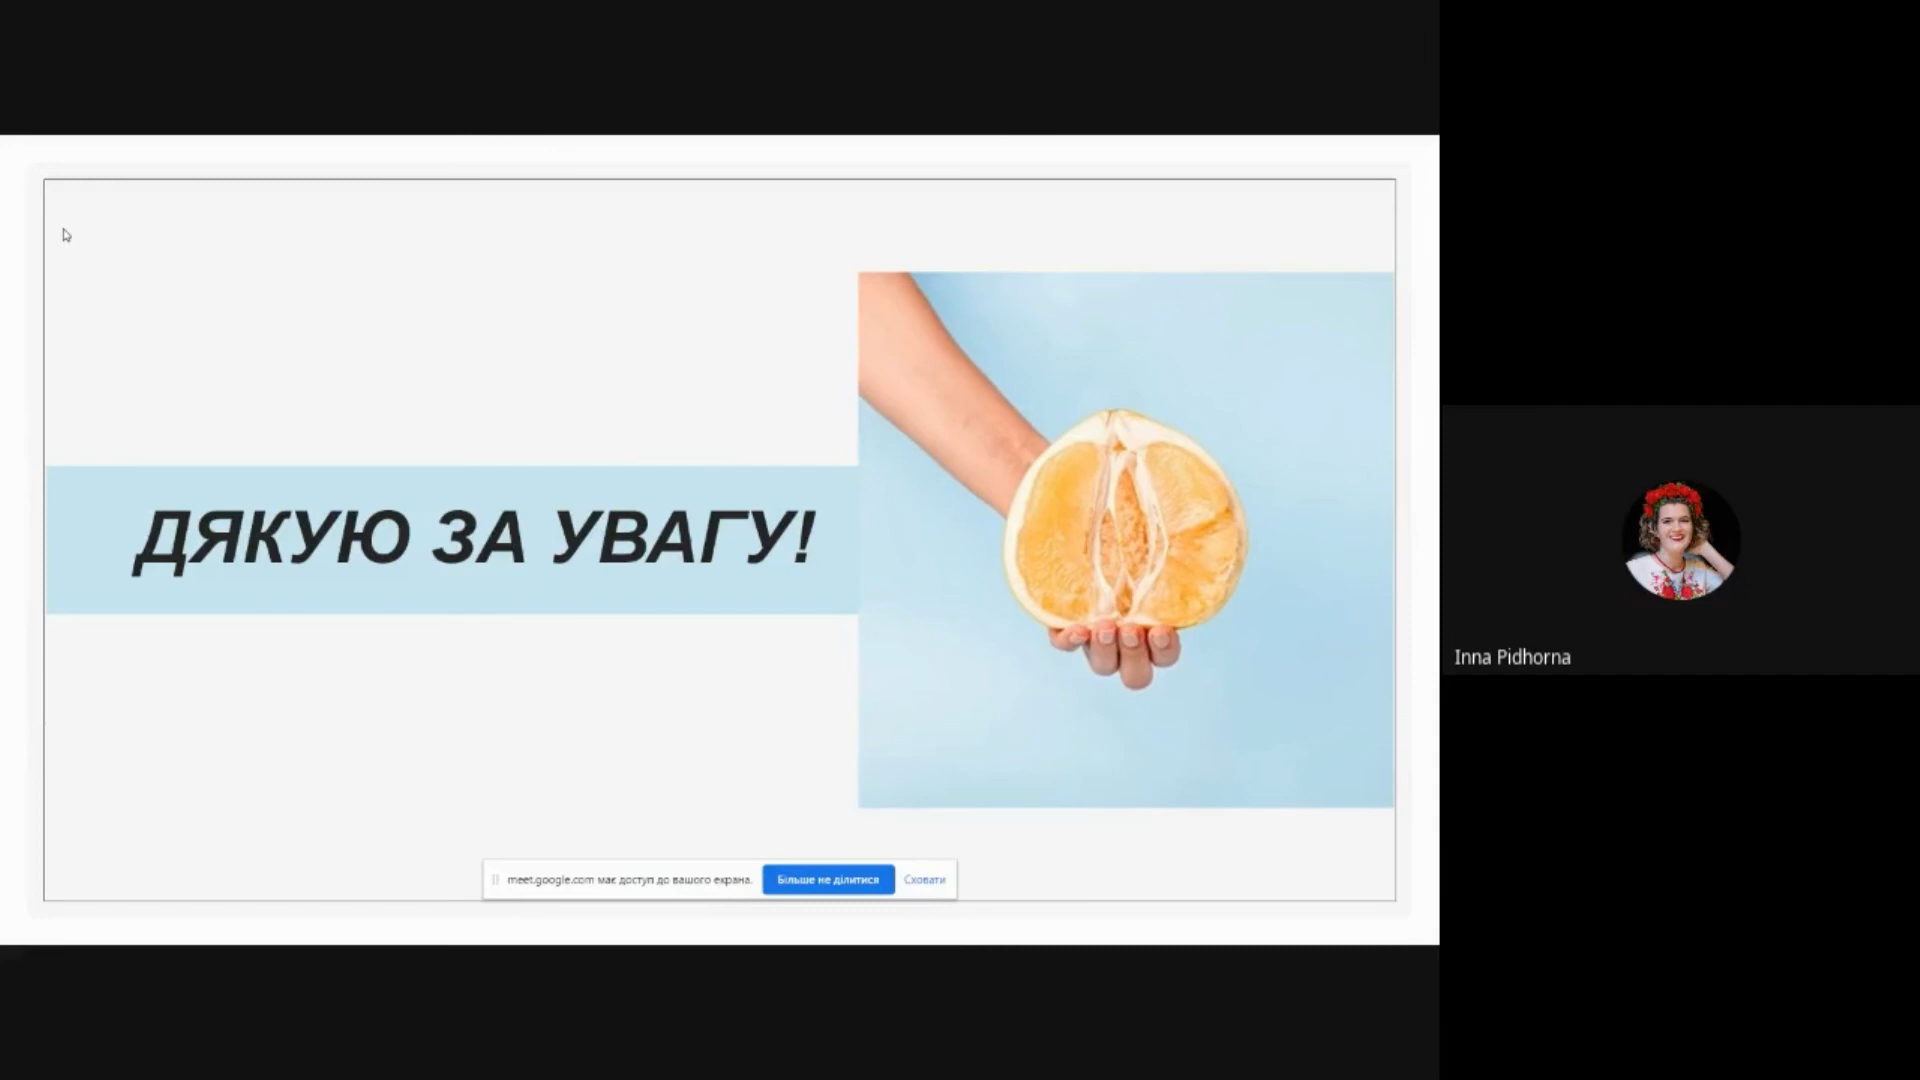 ДЯКУЮ ЗА УВАГУ!
meet.google.com має доступ до вашого екрана. Більше не ділитися Сховати
Inna Pidhorna